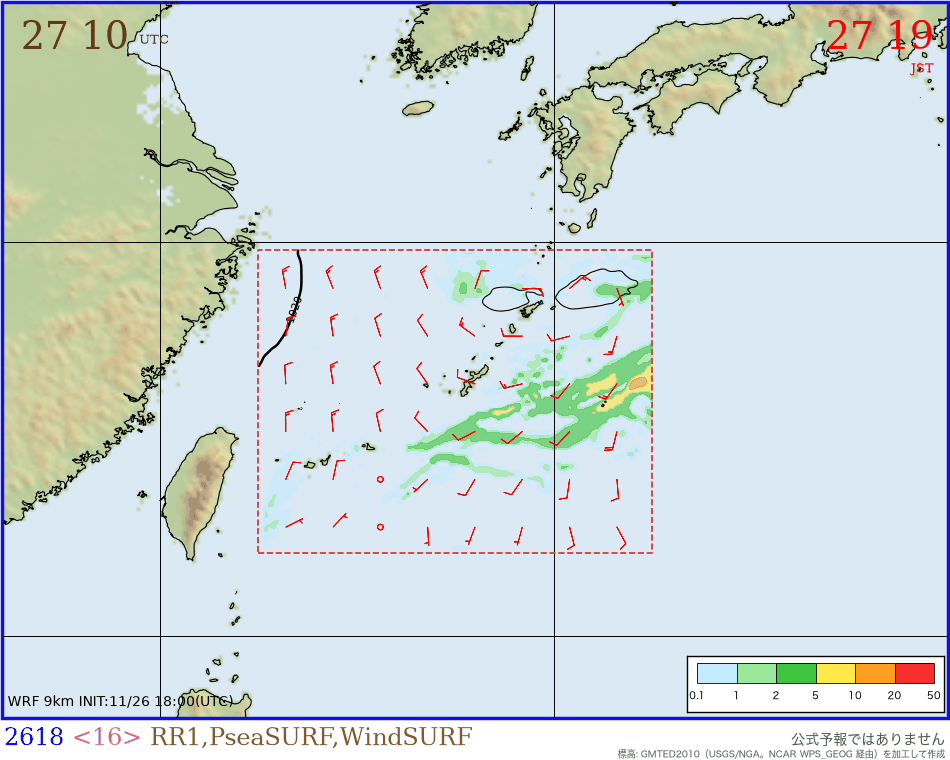 27 10 UTC
27 19
JST
1020
0.1 1 2 5 10 20 50
WRF 9km INIT:11/26 18:00(UTC)
2618 <16> RR1,PseaSURF,WindSURF
公式予報ではありません
標高: GMTED2010（USGS/NGA。NCAR WPS_GEOG 経由）を加工して作成